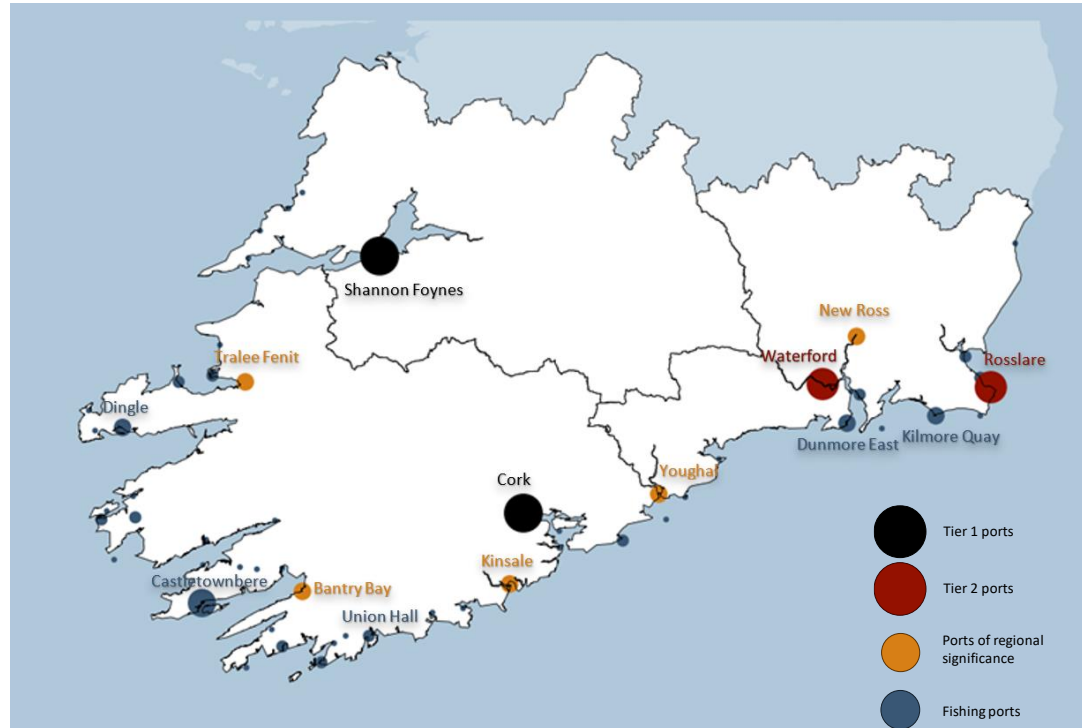 Shannon Foynes
New Ross
Tralee Fenit
Waterford
Rosslare
Dingle
Dunmore East
Kilmore Quay
Youghal
Cork
Kinsale
Castletownbere
Bantry Bay
Union Hall
Tier 1 ports
Tier 2 ports
Ports of regional
significance
Fishing ports